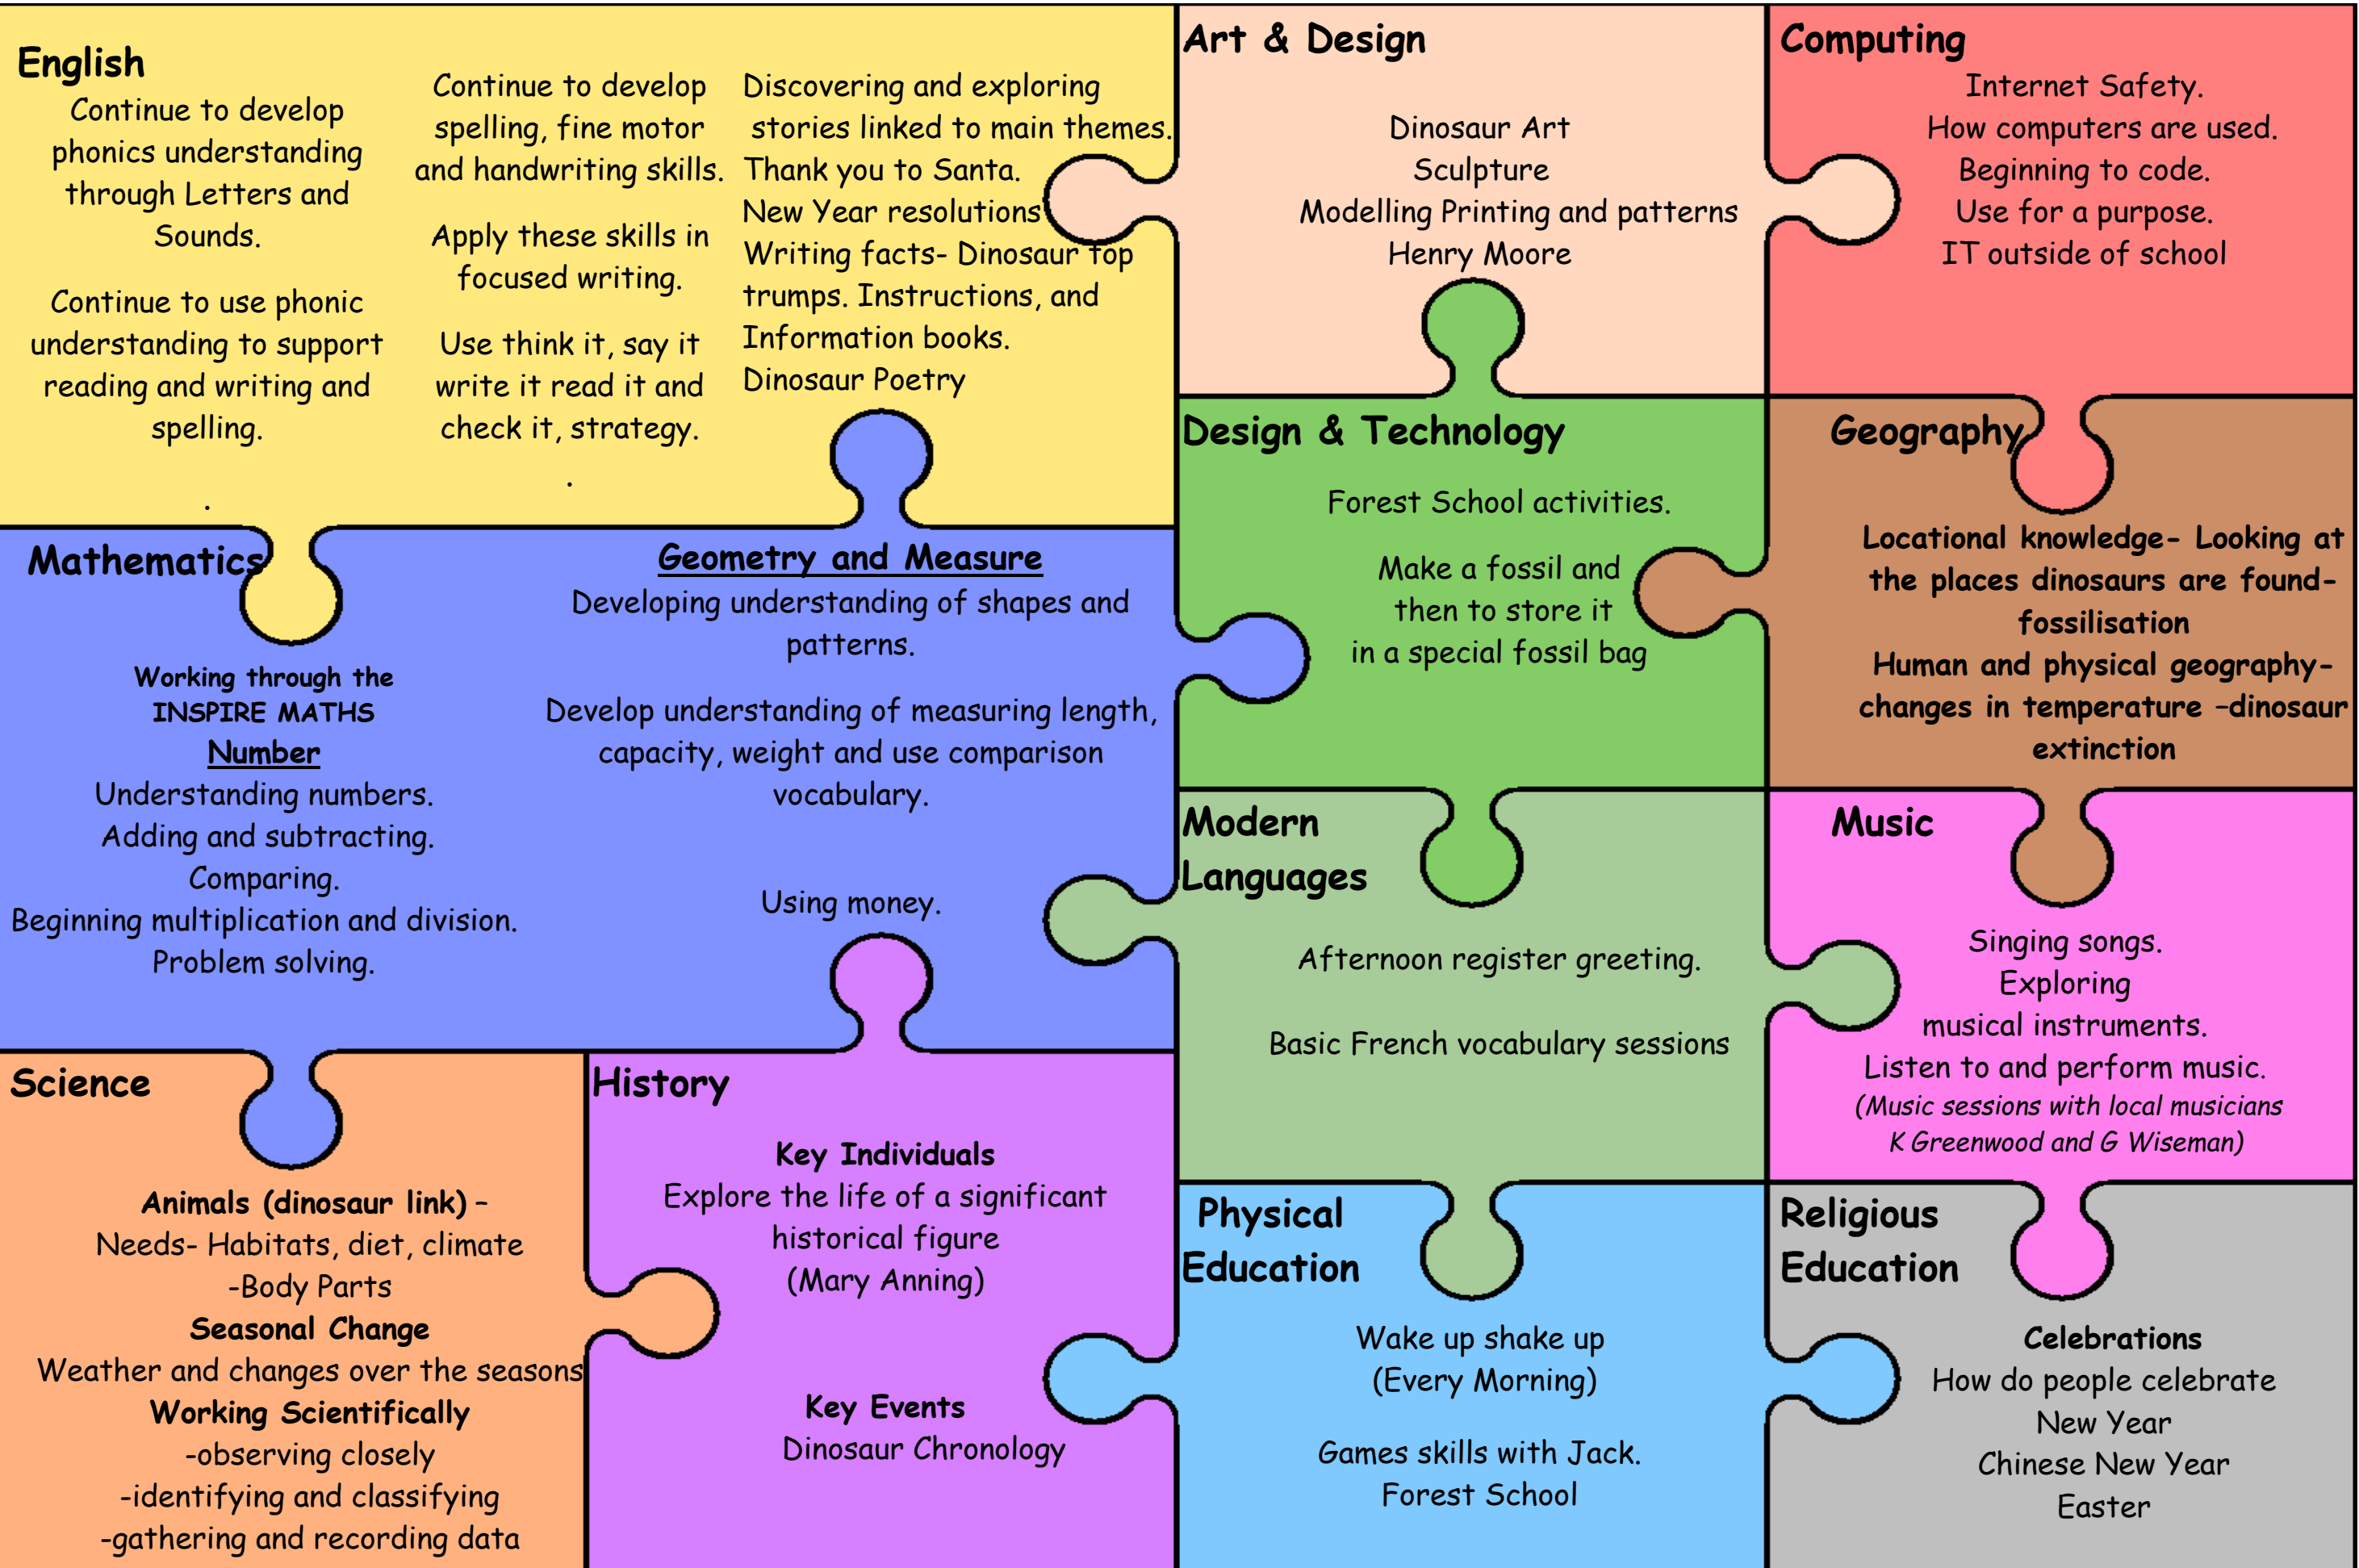 English
Continue to develop
phonics understanding
through Letters and
Sounds.
Continue to use phonic
understanding to support
reading and writing and
spelling.
.
Continue to develop
spelling, fine motor
and handwriting skills.
Apply these skills in
focused writing.
Use think it, say it
write it read it and
check it, strategy.
.
Discovering and exploring
stories linked to main themes.
Thank you to Santa.
New Year resolutions
Writing facts- Dinosaur top
trumps. Instructions, and
Information books.
Dinosaur Poetry
Art & Design
Dinosaur Art
Sculpture
Modelling Printing and patterns
Henry Moore
Computing
Internet Safety.
How computers are used.
Beginning to code.
Use for a purpose.
IT outside of school
Mathematics
Working through the
INSPIRE MATHS
Number
Understanding numbers.
Adding and subtracting.
Comparing.
Beginning multiplication and division.
Problem solving.
Geometry and Measure
Developing understanding of shapes and
patterns.
Develop understanding of measuring length,
capacity, weight and use comparison
vocabulary.
Using money.
Design & Technology
Forest School activities.
Make a fossil and
then to store it
in a special fossil bag
Geography
Locational knowledge- Looking at
the places dinosaurs are found-
fossilisation
Human and physical geography-
changes in temperature –dinosaur
extinction
Modern
Languages
Afternoon register greeting.
Basic French vocabulary sessions
Music
Singing songs.
Exploring
musical instruments.
Listen to and perform music.
(Music sessions with local musicians
K Greenwood and G Wiseman)
Science
Animals (dinosaur link) –
Needs- Habitats, diet, climate
-Body Parts
Seasonal Change
Weather and changes over the seasons
Working Scientifically
-observing closely
-identifying and classifying
-gathering and recording data
History
Key Individuals
Explore the life of a significant
historical figure
(Mary Anning)
Key Events
Dinosaur Chronology
Physical
Education
Wake up shake up
(Every Morning)
Games skills with Jack.
Forest School
Religious
Education
Celebrations
How do people celebrate
New Year
Chinese New Year
Easter